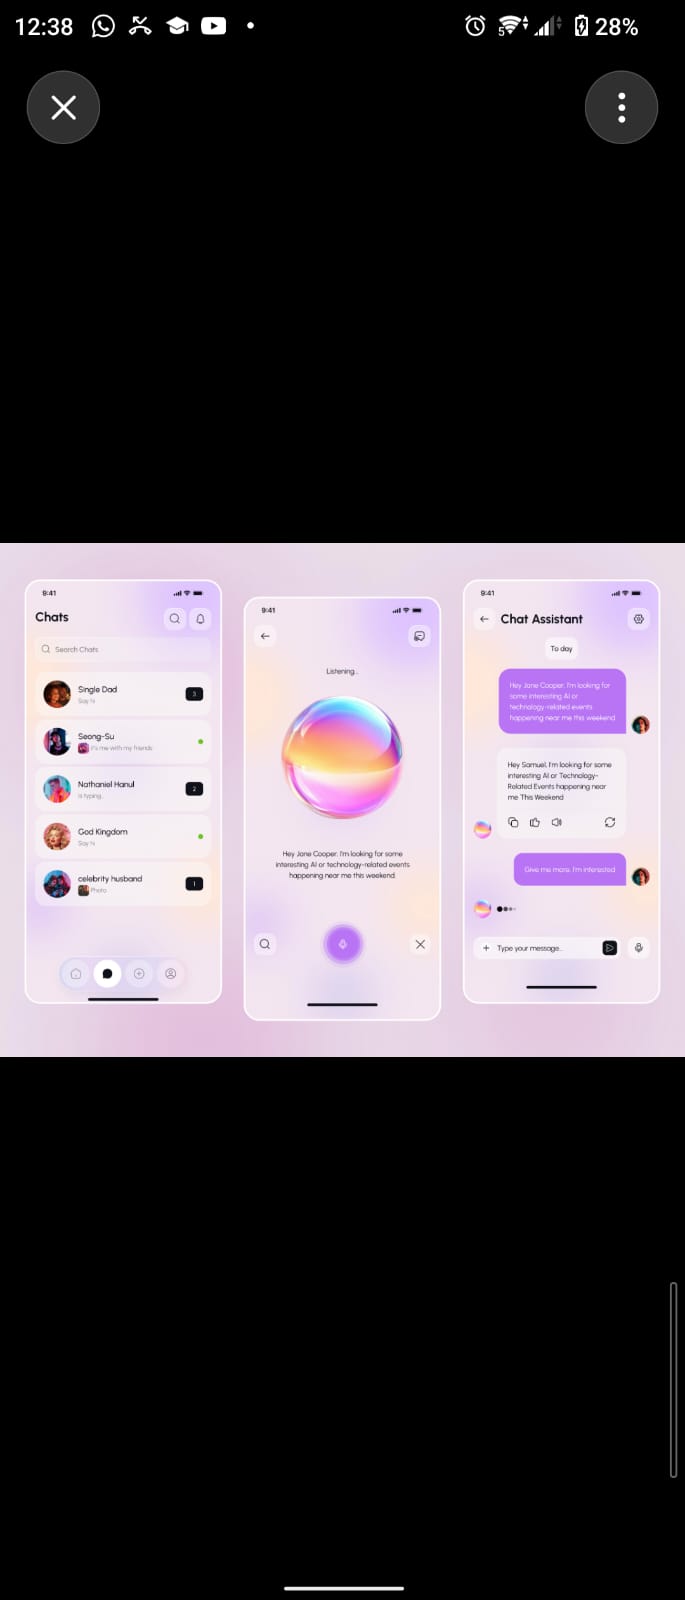 12:38
5
28%
9:41
Chats
Search Chats
Single Dad
Say hi
3
Seong-Su
it's me with my friends
Nathaniel Hanul
is typing..
2
God Kingdom
Say hi
celebrity husband
Photo
1
9:41
Listening...
Hey Jane Cooper. I'm looking for some
interesting AI or technology-related events
happening near me this weekend.
9:41
Chat Assistant
To day
Hey Jane Cooper. I'm looking for
some interesting AI or
technology-related events
happening near me this weekend
Hey Samuel, I'm looking for some
interesting AI or Technology-
Related Events happening near
me This Weekend
Give me more. I'm interested
Type your message..